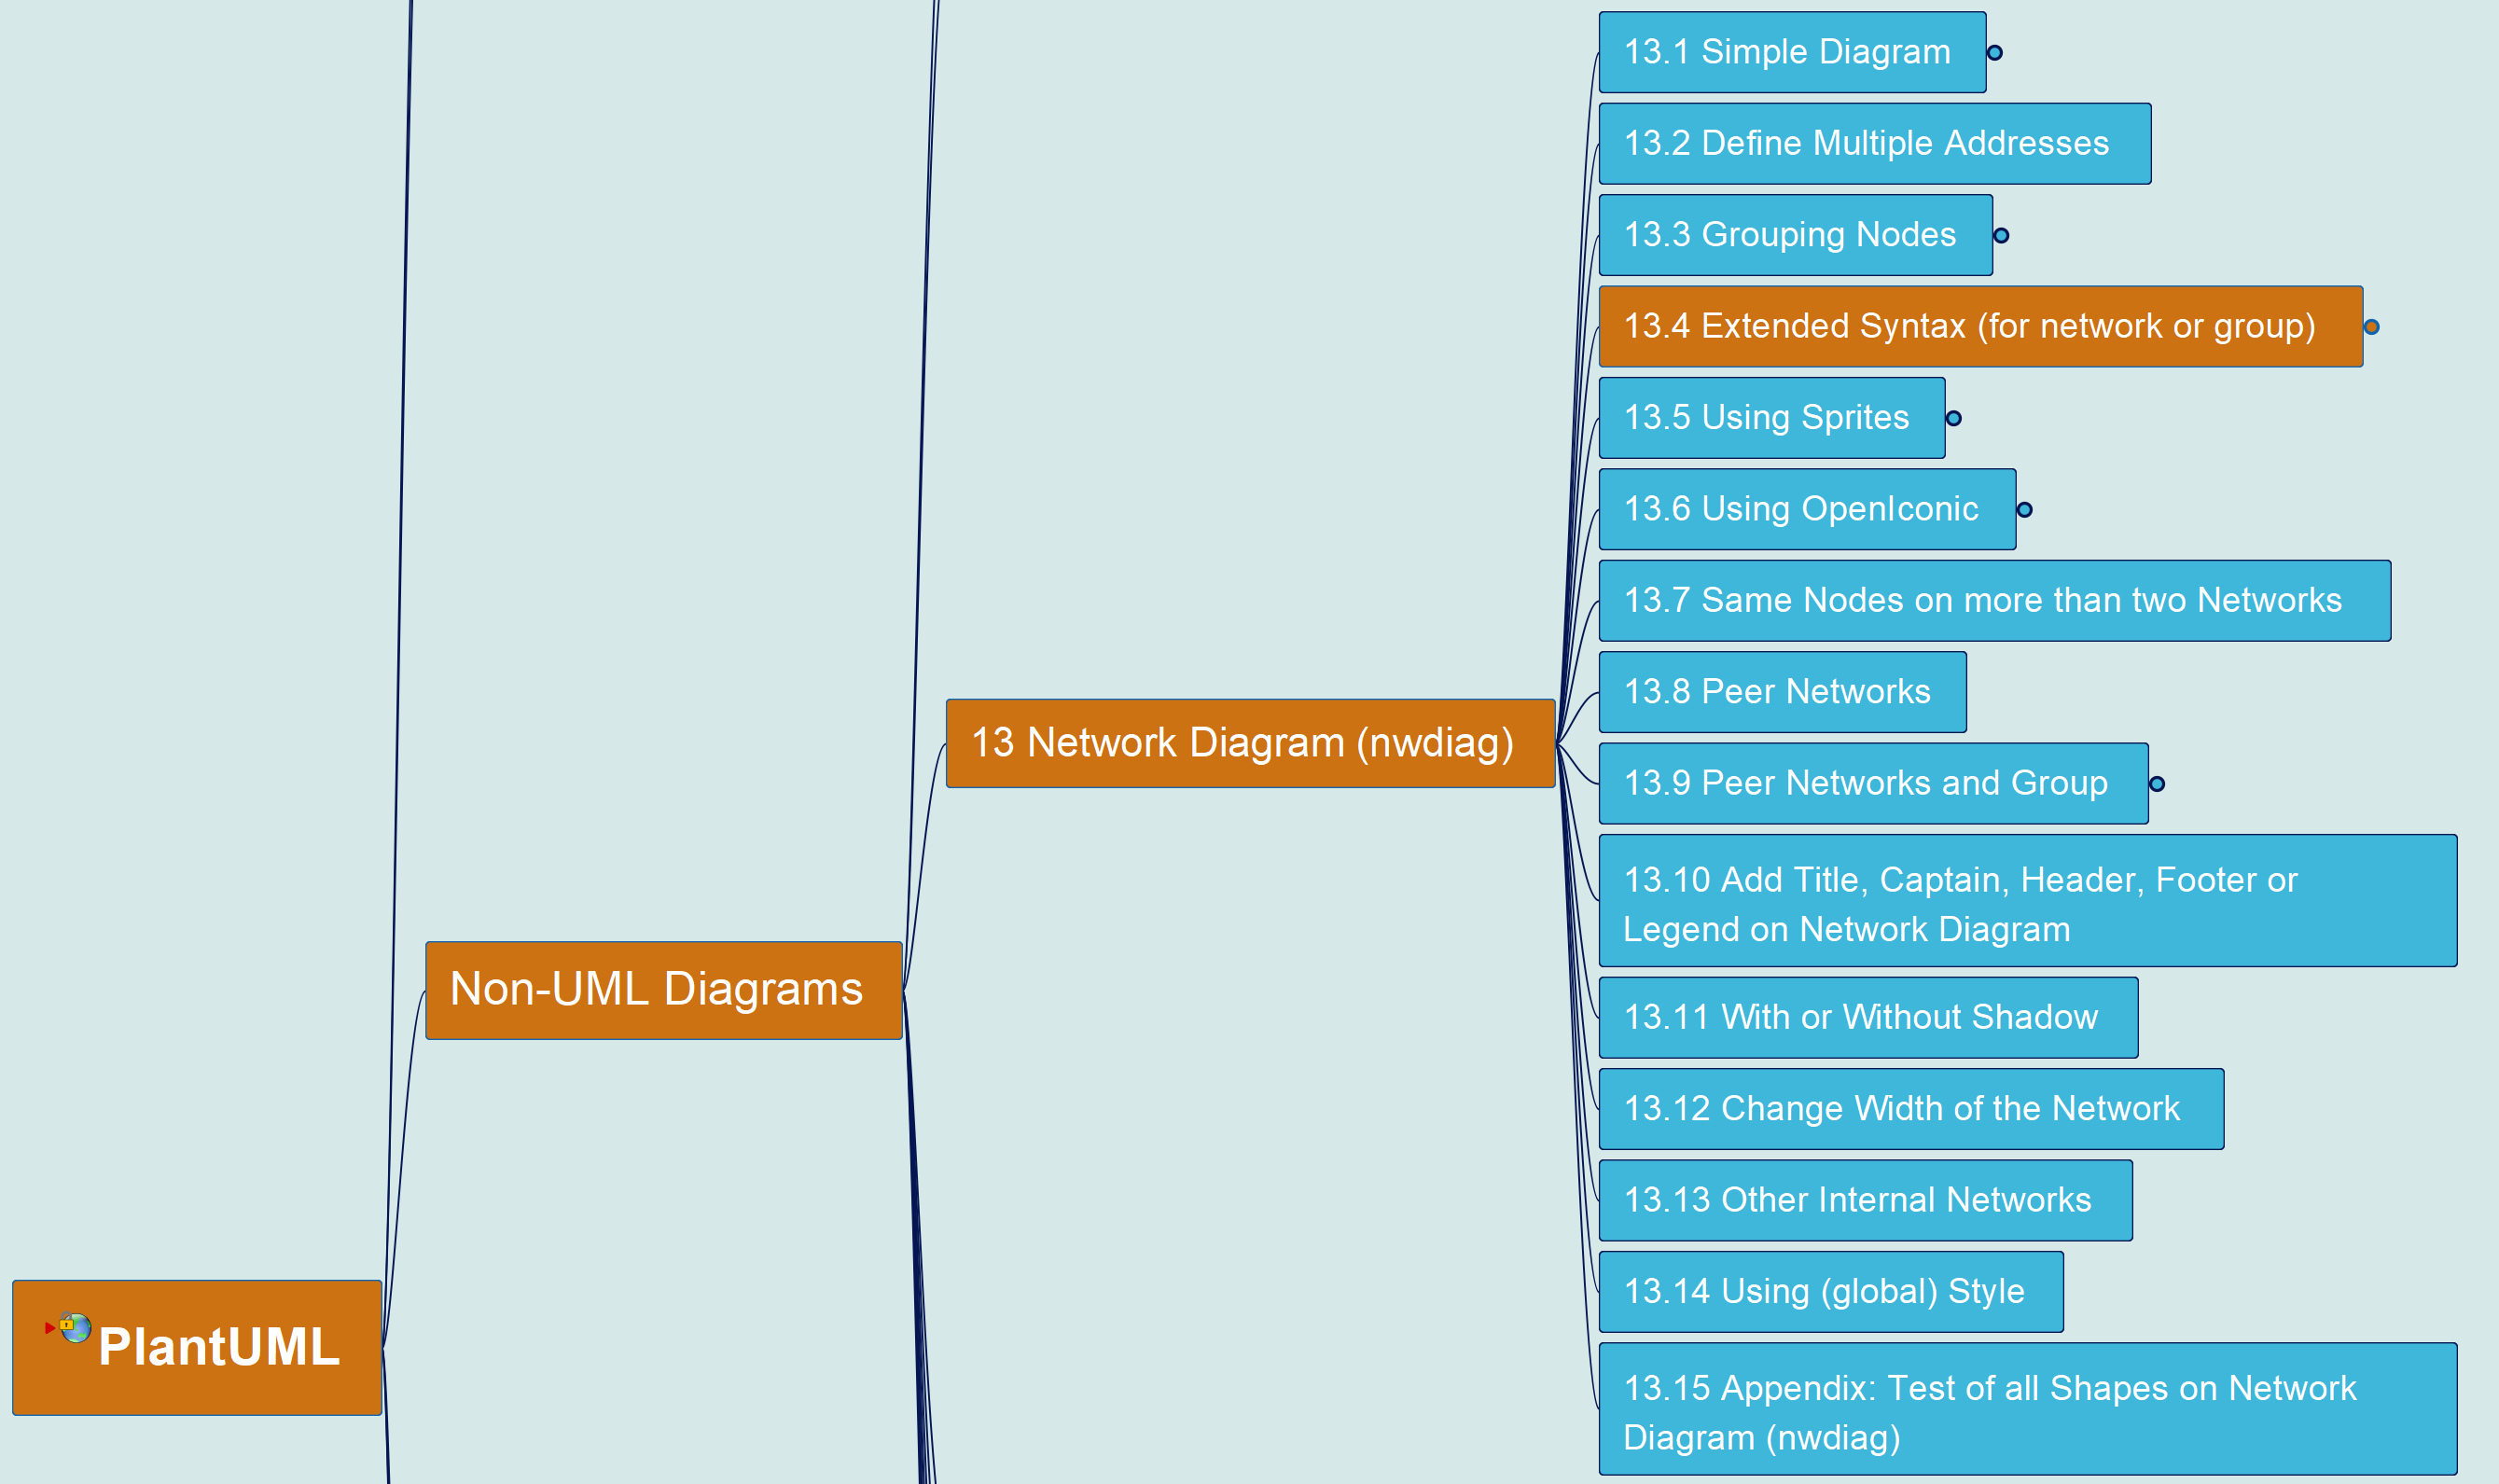 13.1 Simple Diagram
13.2 Define Multiple Addresses
13.3 Grouping Nodes
13.4 Extended Syntax (for network or group)
13.5 Using Sprites
13.6 Using OpenIconic
13.7 Same Nodes on more than two Networks
13.8 Peer Networks
13 Network Diagram (nwdiag)
13.9 Peer Networks and Group
13.10 Add Title, Captain, Header, Footer or
Legend on Network Diagram
Non-UML Diagrams
13.11 With or Without Shadow
13.12 Change Width of the Network
13.13 Other Internal Networks
13.14 Using (global) Style
PlantUML
13.15 Appendix: Test of all Shapes on Network
Diagram (nwdiag)